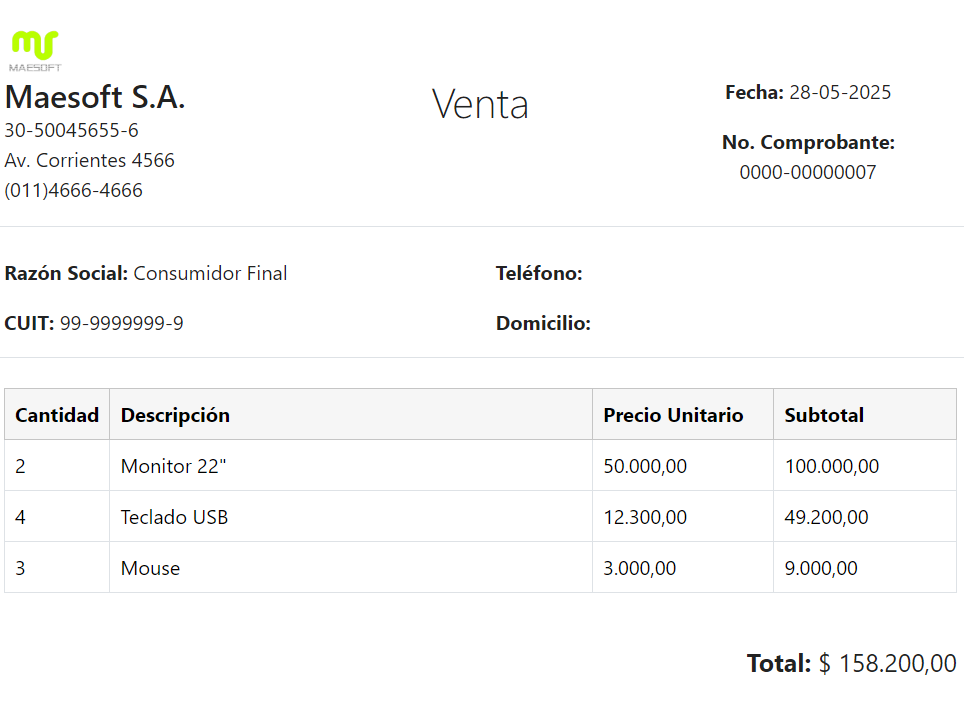 MAESOFT
Maesoft S.A.
30-50045655-6
Av. Corrientes 4566
(011)4666-4666
Venta
Fecha: 28-05-2025
No. Comprobante:
0000-00000007
Razón Social: Consumidor Final
Teléfono:
CUIT: 99-9999999-9
Domicilio:
Cantidad Descripción Precio Unitario Subtotal
2 Monitor 22" 50.000,00 100.000,00
4 Teclado USB 12.300,00 49.200,00
3 Mouse 3.000,00 9.000,00
Total: $ 158.200,00